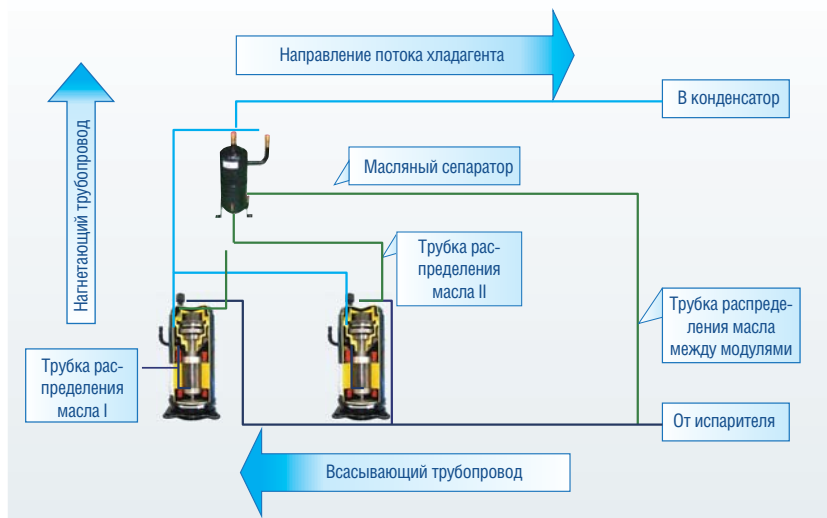 Направление потока хладагента
В конденсатор
Нагнетающий трубопровод
Масляный сепаратор
Трубка рас-
пределения
масла II
Трубка распреде-
ления масла
между модулями
Трубка рас-
пределения
масла I
От испарителя
Всасывающий трубопровод